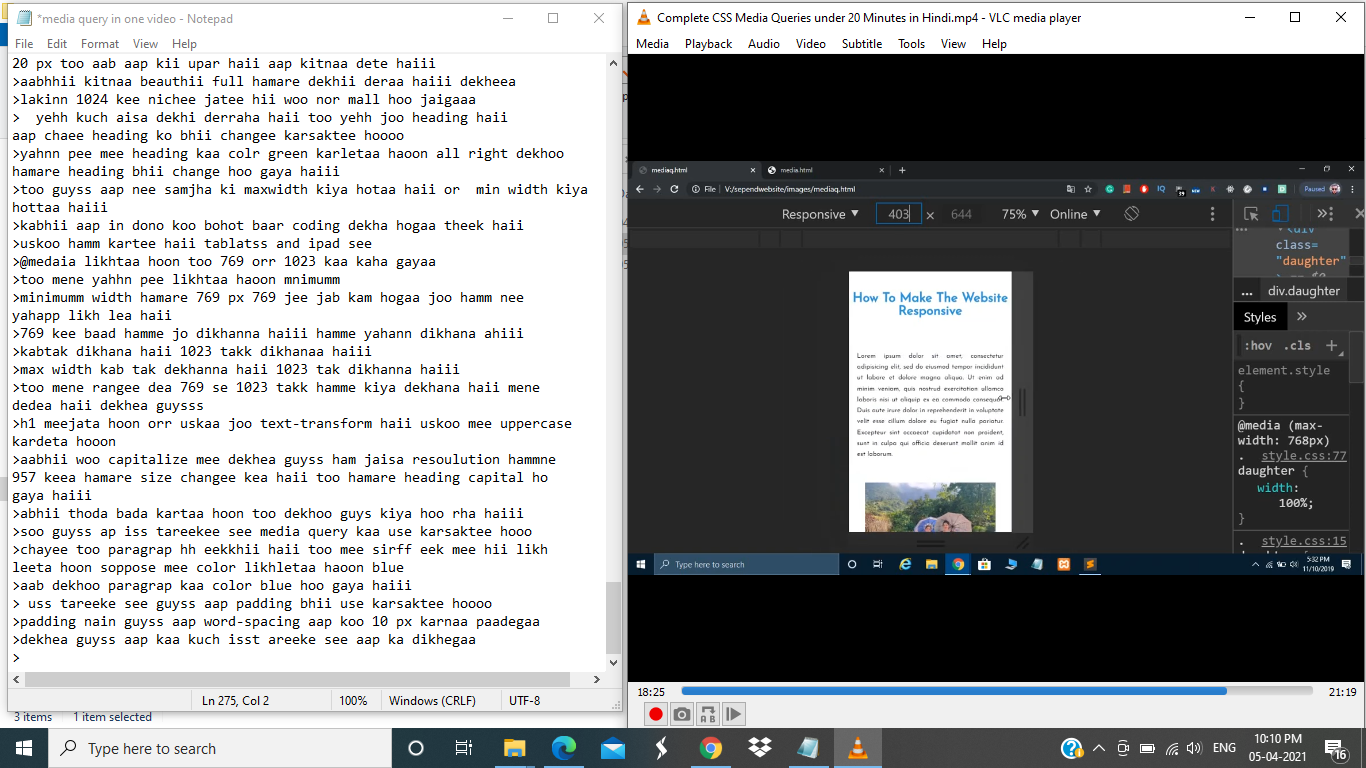 *media query in one video - Notepad
File Edit Format View Help
20 px too aab aap kii upar haii aap kitnaa dete haiii
>aabhhii kitnaa beauthii full hamare dekhii deraa haiii dekheea
>lakinn 1024 kee nichee jatee hii woo nor mall hoo jaigaaa
>  yehh kuch aisa dekhi derraha haii too yehh joo heading haii
aap chaee heading ko bhii changee karsaktee hoooo
>yahnn pee mee heading kaa colr green karletaa haoon all right dekhoo
hamare heading bhii change hoo gaya haiii
>too guyss aap nee samjha ki maxwidth kiya hotaa haii or  min width kiya
hottaa haiii
>kabhii aap in dono koo bohot baar coding dekha hogaa theek haii
>uskoo hamm kartee haii tablatss and ipad see
>@medaia likhtaa hoon too 769 orr 1023 kaa kaha gayaa
>too mene yahhn pee likhtaa haoon mnimumm
>minimumm width hamare 769 px 769 jee jab kam hogaa joo hamm nee
yahapp likh lea haii
>769 kee baad hamme jo dikhanna haiii hamme yahann dikhana ahiii
>kabtak dikhana haii 1023 takk dikhanaa haiii
>max width kab tak dekhanna haii 1023 tak dikhanna haiii
>too mene rangee dea 769 se 1023 takk hamme kiya dekhana haii mene
dedea haii dekhea guysss
>h1 meejata hoon orr uskaa joo text-transform haii uskoo mee uppercase
kardeta hooon
>aabhii woo capitalize mee dekhea guyss ham jaisa resoulution hammne
957 keea hamare size changee kea haii too hamare heading capital ho
gaya haiii
>abhii thoda bada kartaa hoon too dekhoo guys kiya hoo rha haiii
>soo guyss ap iss tareekee see media query kaa use karsaktee hooo
>chayee too paragrap hh eekkhii haii too mee sirff eek mee hii likh
leeta hoon soppose mee color likhletaa haoon blue
>aab dekhoo paragrap kaa color blue hoo gaya haiii
> uss tareeke see guyss aap padding bhii use karsaktee hoooo
>padding nain guyss aap word-spacing aap koo 10 px karnaa paadegaa
>dekhea guyss aap kaa kuch isst areeke see aap ka dikhegaa
>
Ln 275, Col 2 100% Windows (CRLF) UTF-8
3 items 1 item selected
Complete CSS Media Queries under 20 Minutes in Hindi.mp4 - VLC media player
Media Playback Audio Video Subtitle Tools View Help
mediaq.html media.html
File V:/sependwebsite/images/mediaq.html Paused
Responsive 403 × 644 75% Online
How To Make The Website
Responsive
Lorem ipsum dolor sit amet, consectetur
adipisicing elit, sed do eiusmod tempor incididunt
ut labore et dolore magna aliqua. Ut enim ad
minim veniam, quis nostrud exercitation ullamco
laboris nisi ut aliquip ex ea commodo consequat
Duis aute irure dolor in reprehenderit in voluptate
velit esse cillum dolore eu fugiat nulla pariatur.
Excepteur sint occaecat cupidatat non proident,
sunt in culpa qui officia deserunt mollit anim id
est laborum.
<div
class=
"daughter"
... div.daughter
Styles »
:hov .cls +
element.style
{
}
@media (max-
width: 768px)
. style.css:77
daughter {
width:
100%;
}
. style.css:15
Type here to search 5:32 PM
11/10/2019
18:25 21:19
Type here to search ENG 10:10 PM
05-04-2021 16